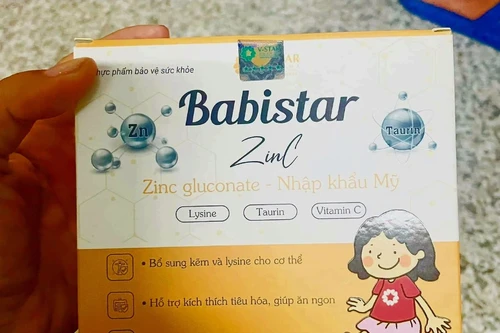 Thực phẩm bảo vệ sức khỏe
Babistar
Zn
Taurin
ZinC
Zinc gluconate - Nhập khẩu Mỹ
Lysine Taurin Vitamin C
• Bổ sung kẽm và lysine cho cơ thể
• Hỗ trợ kích thích tiêu hóa, giúp ăn ngon